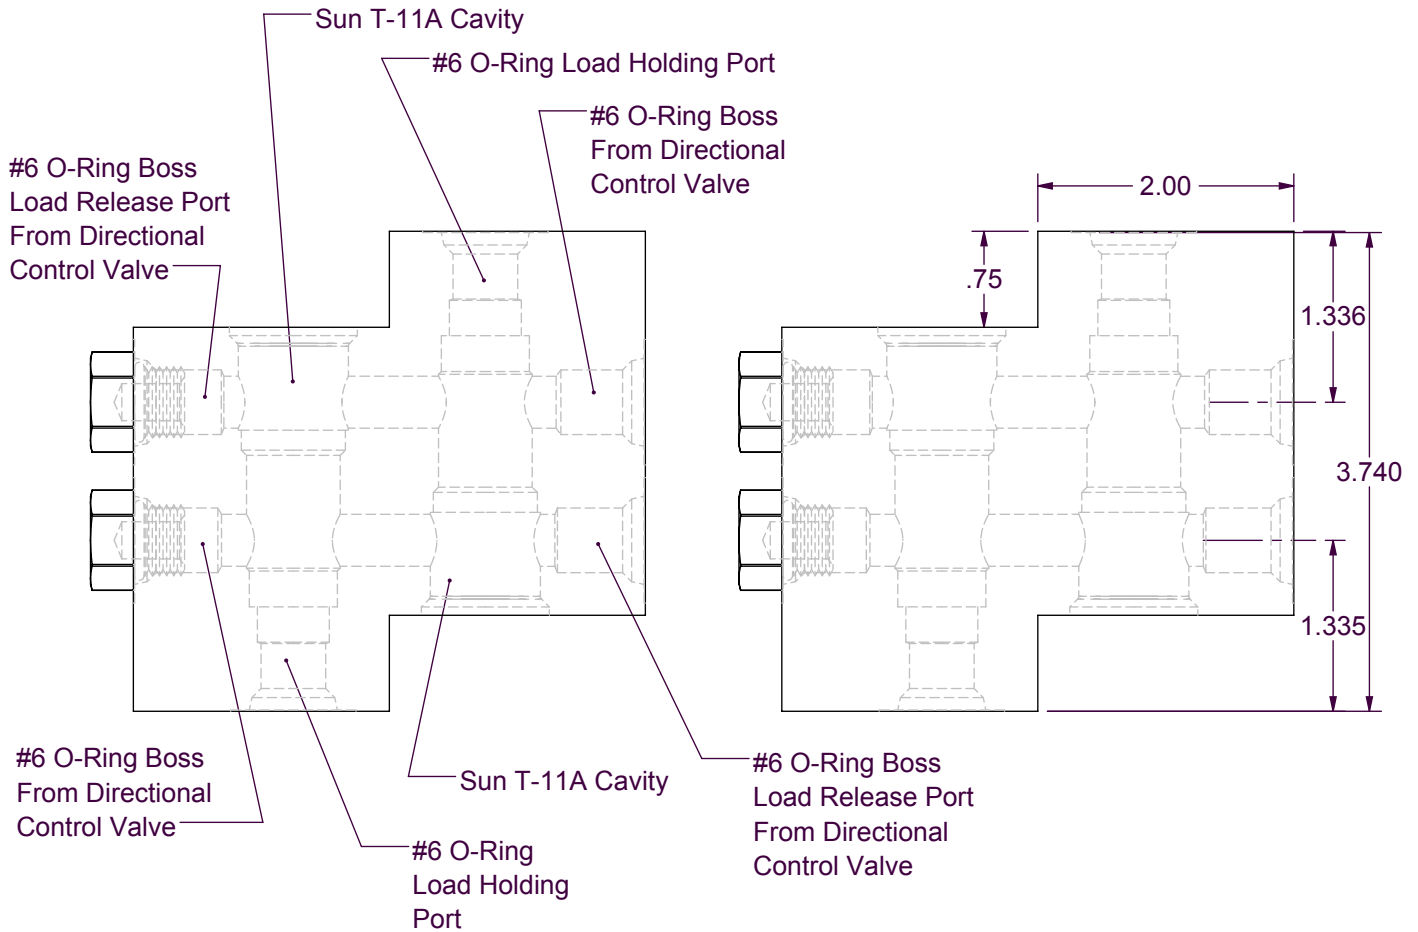 Sun T-11A Cavity
#6 O-Ring Load Holding Port
#6 O-Ring Boss
From Directional
Control Valve
#6 O-Ring Boss
Load Release Port
From Directional
Control Valve
2.00
.75
1.336
3.740
1.335
#6 O-Ring Boss
From Directional
Control Valve
Sun T-11A Cavity
#6 O-Ring
Load Holding
Port
#6 O-Ring Boss
Load Release Port
From Directional
Control Valve